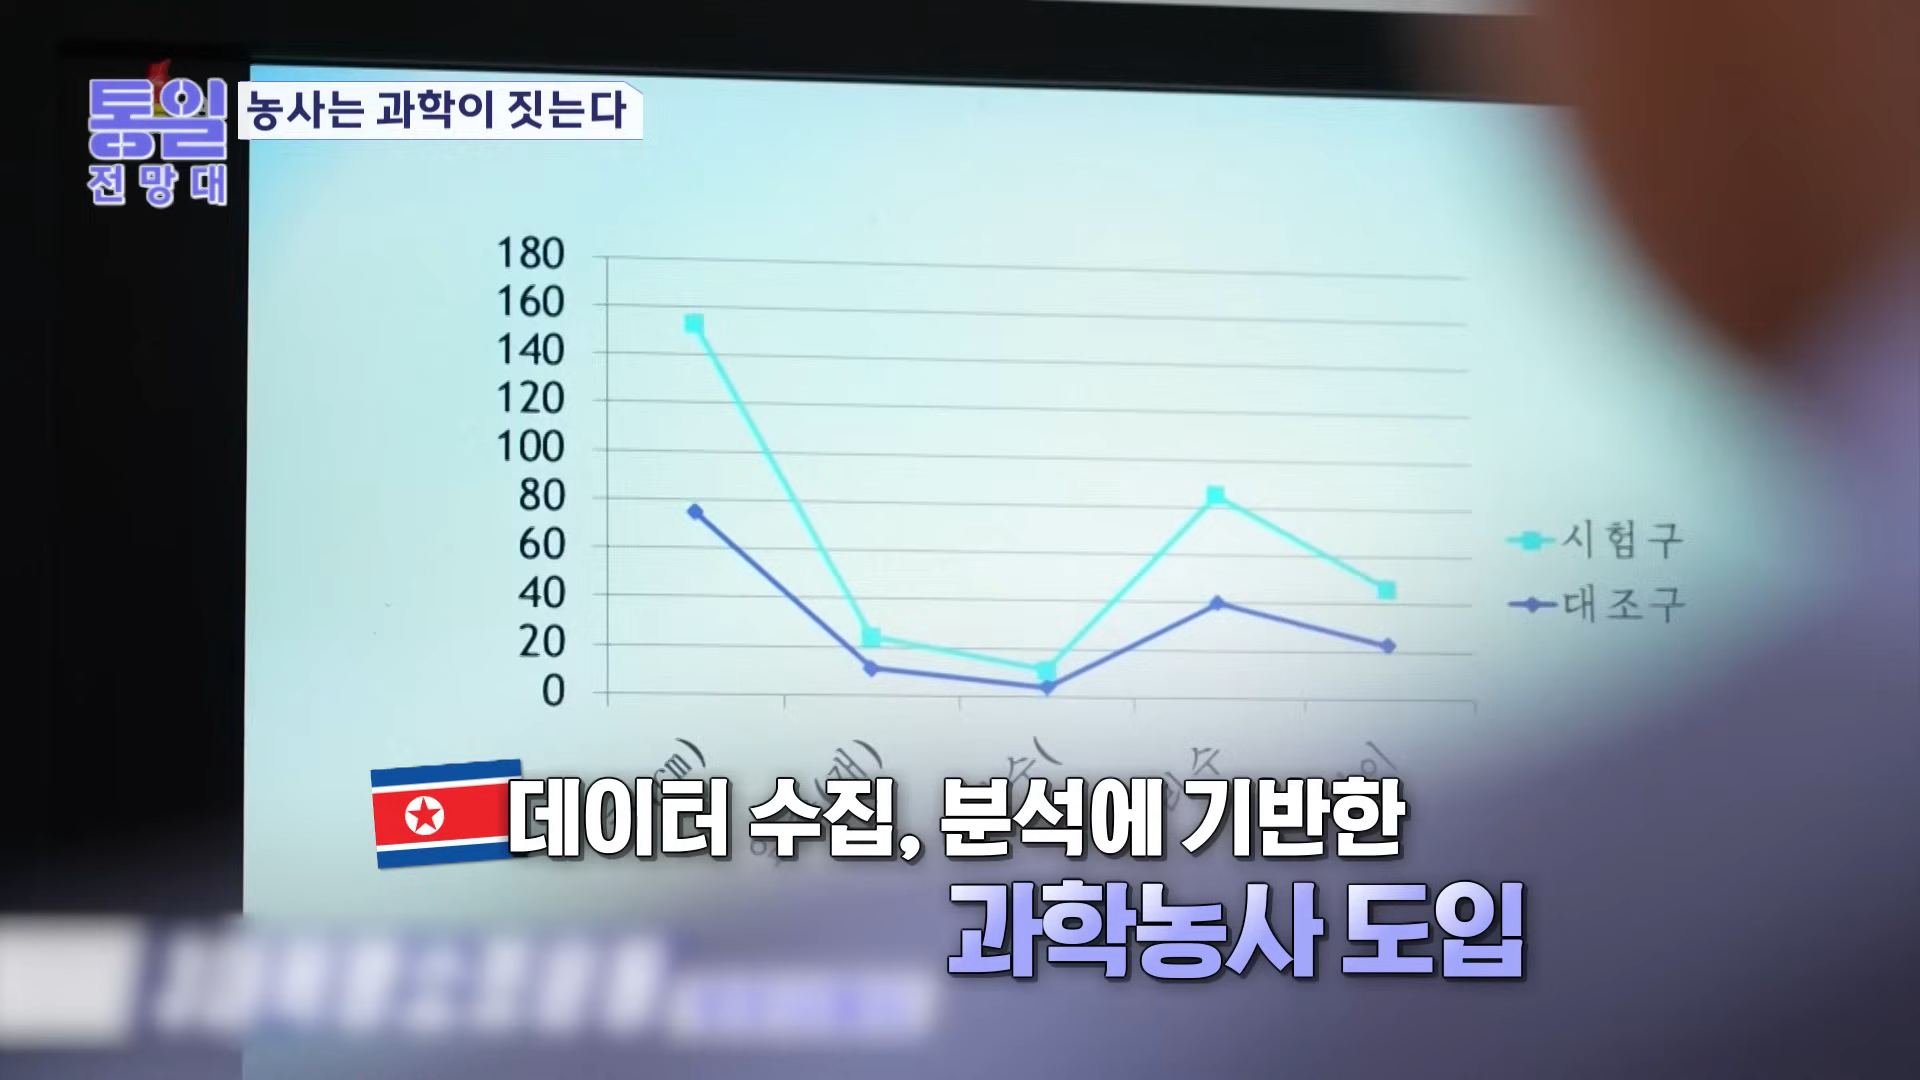 통일
전망대
농사는 과학이 짓는다
180
160
140
120
100
80
60
40
20
0
시험구
대조구
데이터 수집, 분석에 기반한
과학농사 도입